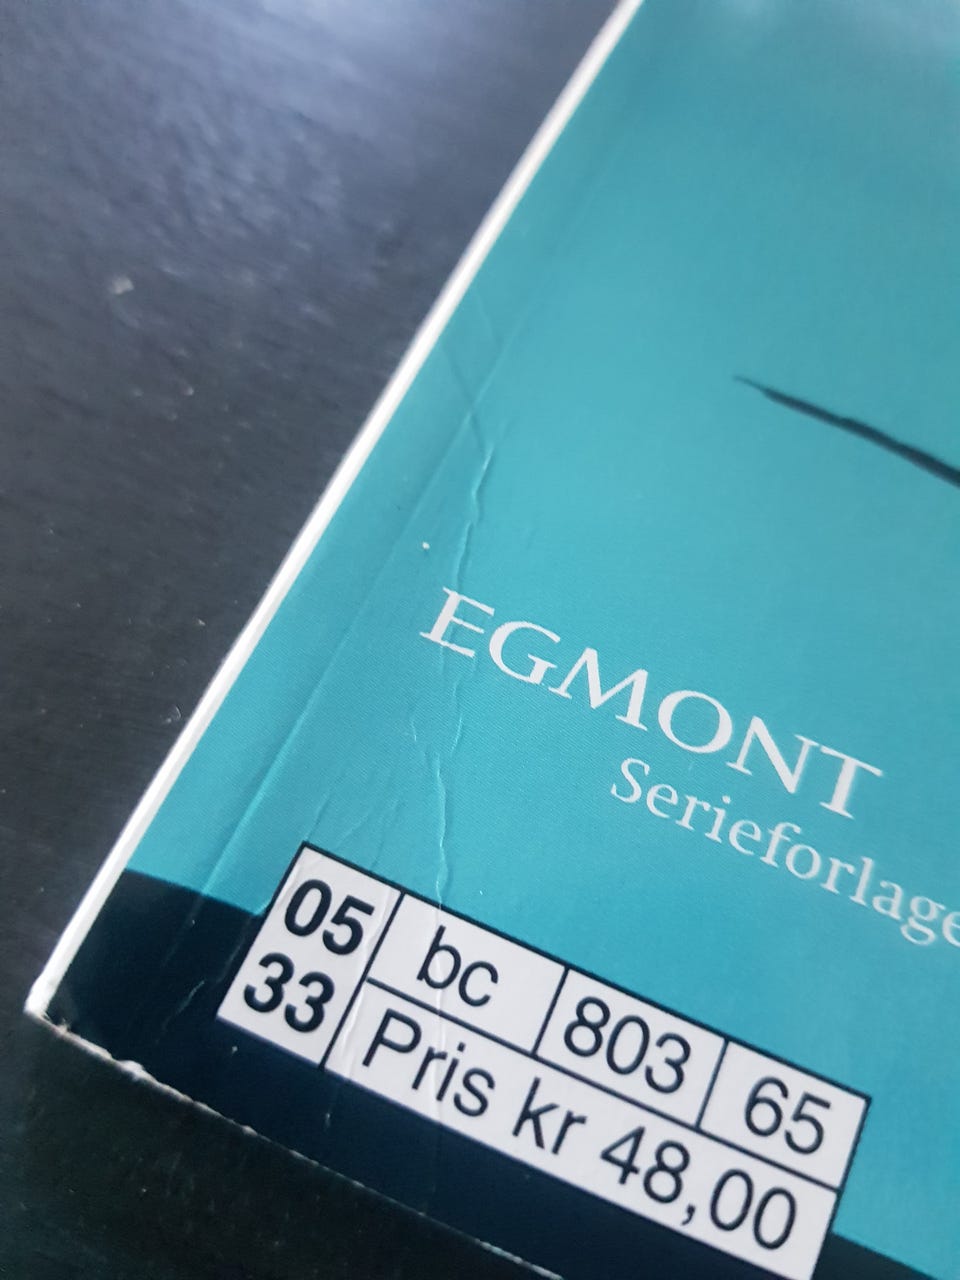 EGMONT
Serieforlage
05 bc 803 65
33 Pris kr 48,00